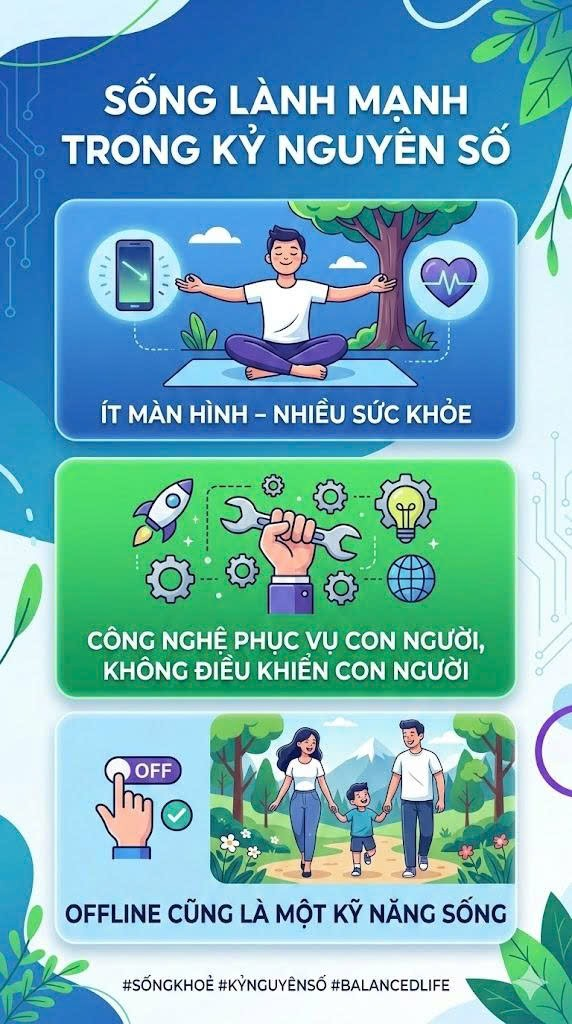 SỐNG LÀNH MẠNH
TRONG KỶ NGUYÊN SỐ
ÍT MÀN HÌNH – NHIỀU SỨC KHỎE
CÔNG NGHỆ PHỤC VỤ CON NGƯỜI,
KHÔNG ĐIỀU KHIỂN CON NGƯỜI
OFF
OFFLINE CŨNG LÀ MỘT KỸ NĂNG SỐNG
#SỐNGKHOẺ #KỶNGUYÊNSỐ #BALANCEDLIFE